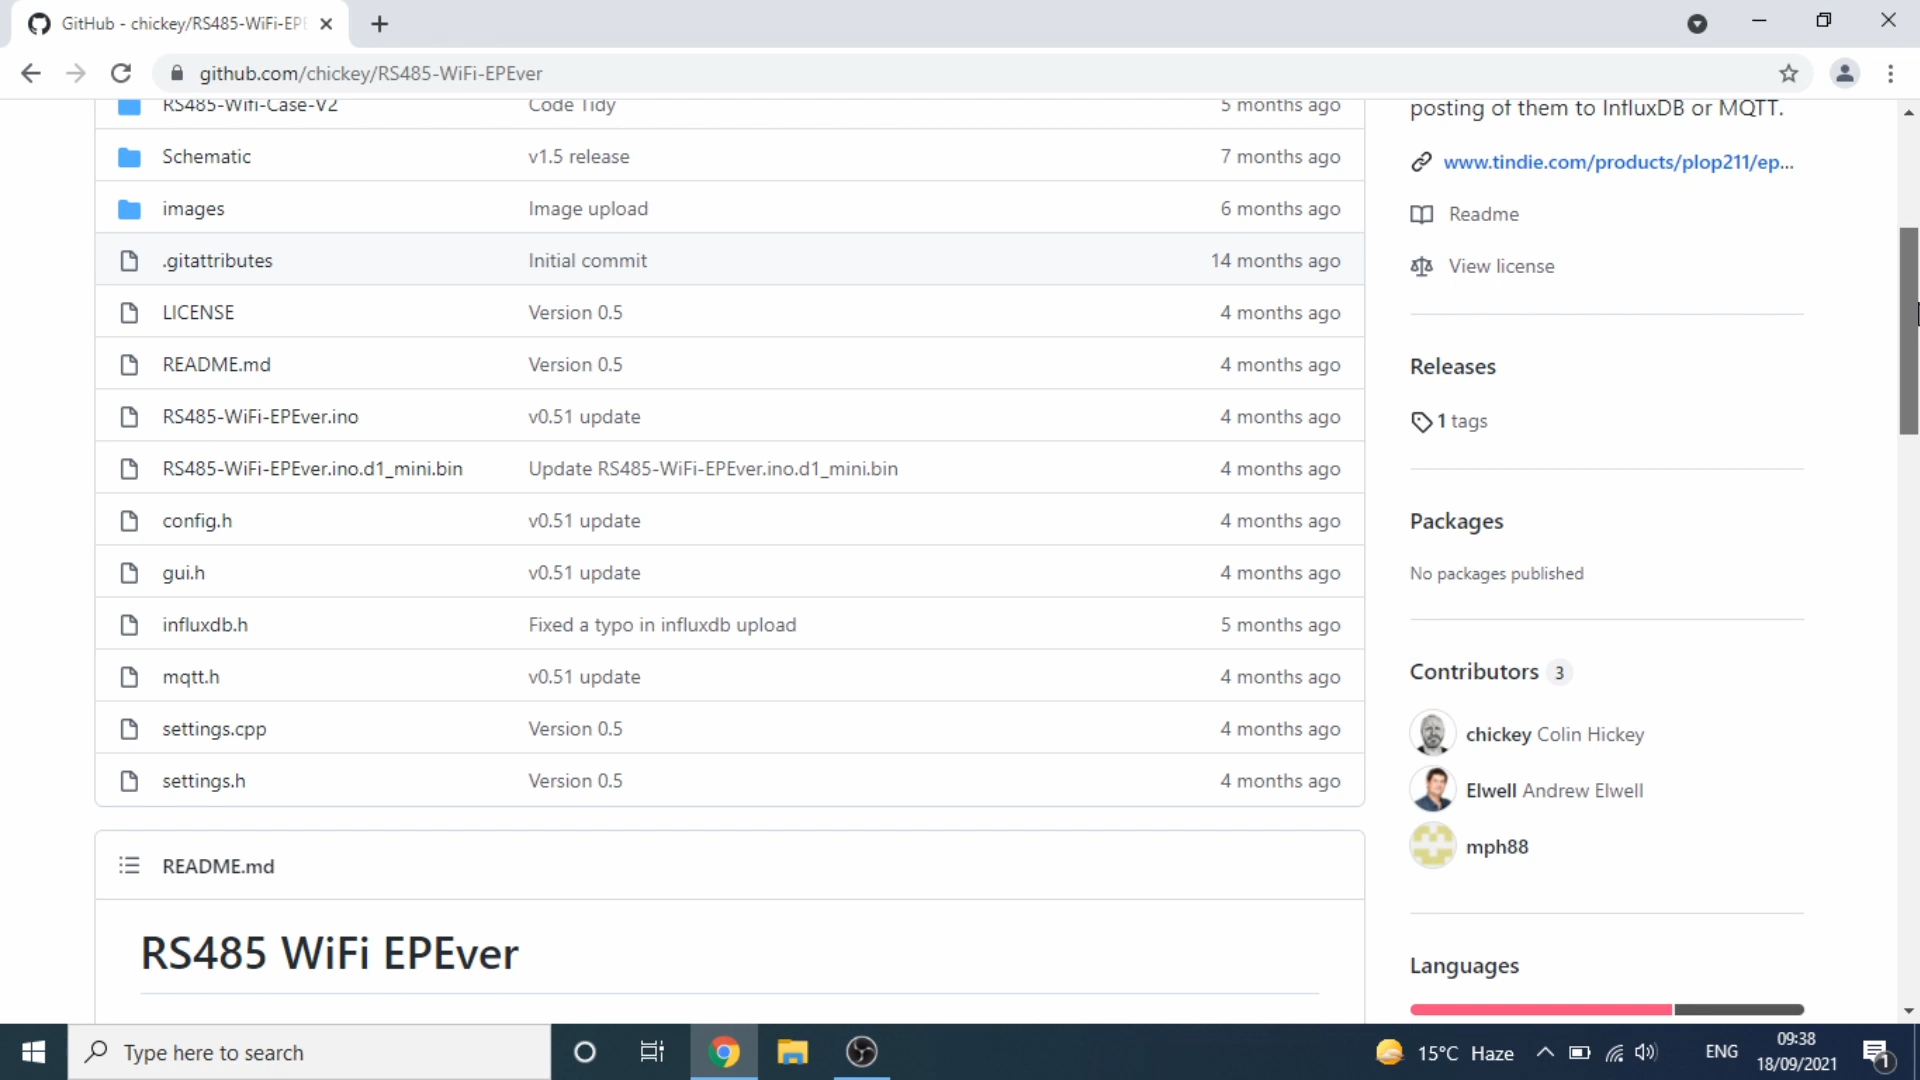 GitHub - chickey/RS485-WiFi-EPE
github.com/chickey/RS485-WiFi-EPEver
RS485-Wifi-Case-V2 Code Tidy 5 months ago
Schematic v1.5 release 7 months ago
images Image upload 6 months ago
.gitattributes Initial commit 14 months ago
LICENSE Version 0.5 4 months ago
README.md Version 0.5 4 months ago
RS485-WiFi-EPEver.ino v0.51 update 4 months ago
RS485-WiFi-EPEver.ino.d1_mini.bin Update RS485-WiFi-EPEver.ino.d1_mini.bin 4 months ago
config.h v0.51 update 4 months ago
gui.h v0.51 update 4 months ago
influxdb.h Fixed a typo in influxdb upload 5 months ago
mqtt.h v0.51 update 4 months ago
settings.cpp Version 0.5 4 months ago
settings.h Version 0.5 4 months ago
README.md
RS485 WiFi EPEver
posting of them to InfluxDB or MQTT.
www.tindie.com/products/plop211/ep...
Readme
View license
Releases
1 tags
Packages
No packages published
Contributors 3
chickey Colin Hickey
Elwell Andrew Elwell
mph88
Languages
Type here to search
15°C Haze
ENG
09:38
18/09/2021
1